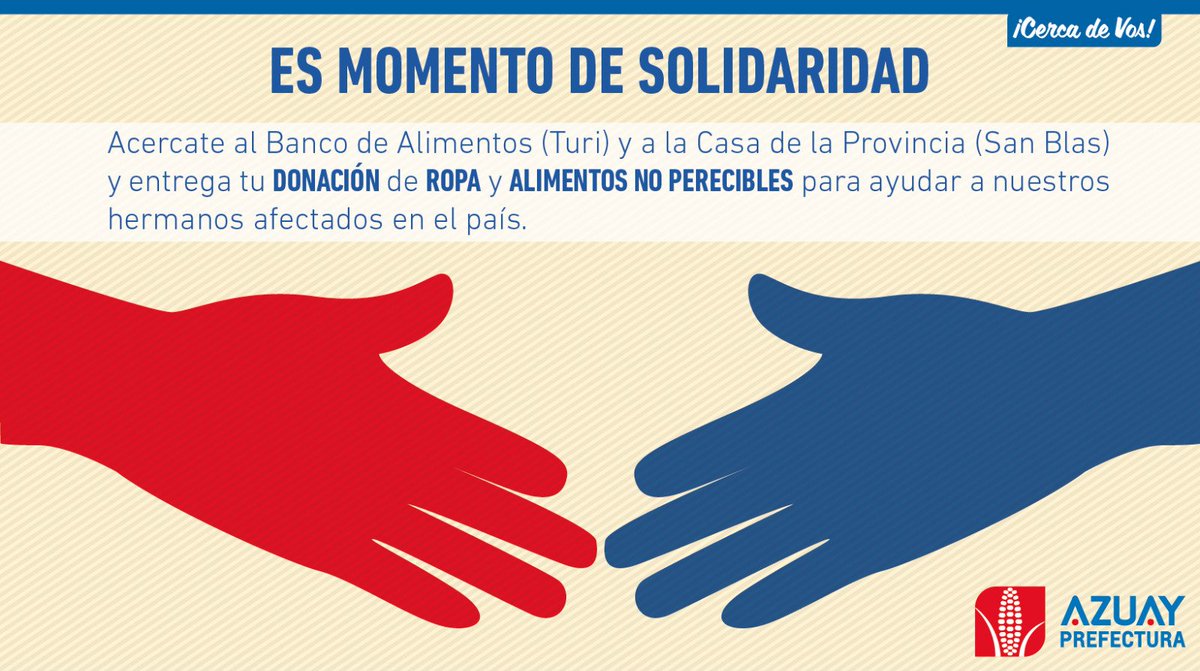 ¡Cerca de Vos!
ES MOMENTO DE SOLIDARIDAD
Acercate al Banco de Alimentos (Turi) y a la Casa de la Provincia (San Blas)
y entrega tu DONACIÓN de ROPA y ALIMENTOS NO PERECIBLES para ayudar a nuestros
hermanos afectados en el país.
AZUAY
PREFECTURA